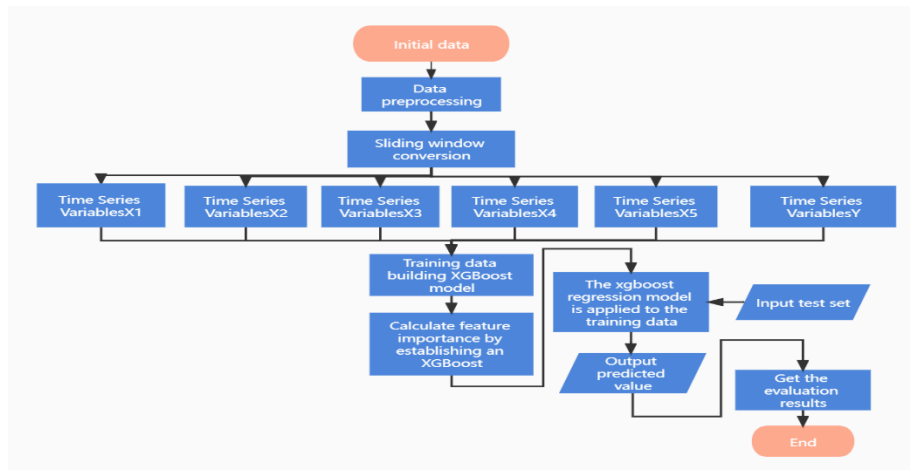 Initial data
Data
preprocessing
Sliding window
conversion
Time Series
VariablesX1
Time Series
VariablesX2
Time Series
VariablesX3
Time Series
VariablesX4
Time Series
VariablesX5
Time Series
VariableY
Training data
building XGBoost
model
Calculate feature
importance by
establishing an
XGBoost
The xgboost
regression model
is applied to the
training data
Input test set
Output
predicted
value
Get the
evaluation
results
End